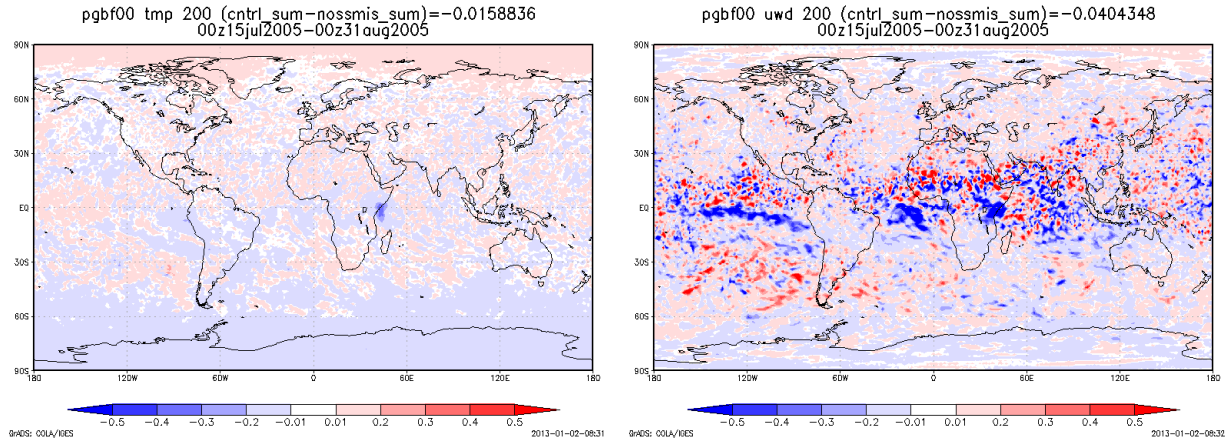 pgbf00 tmp 200 (cntrl_sum-nossmis_sum)=-0.0158836
00z15jul2005-00z31aug2005
90N
60N
30N
EQ
30S
60S
90S
180 120W 60W 0 60E 120E 180
-0.5 -0.4 -0.3 -0.2 -0.01 0.01 0.2 0.3 0.4 0.5
GrADS: COLA/IGES 2013-01-02-08:31
pgbf00 uwd 200 (cntrl_sum-nossmis_sum)=-0.0404348
00z15jul2005-00z31aug2005
90N
60N
30N
EQ
30S
60S
90S
180 120W 60W 0 60E 120E 180
-0.5 -0.4 -0.3 -0.2 -0.01 0.01 0.2 0.3 0.4 0.5
GrADS: COLA/IGES 2013-01-02-08:32